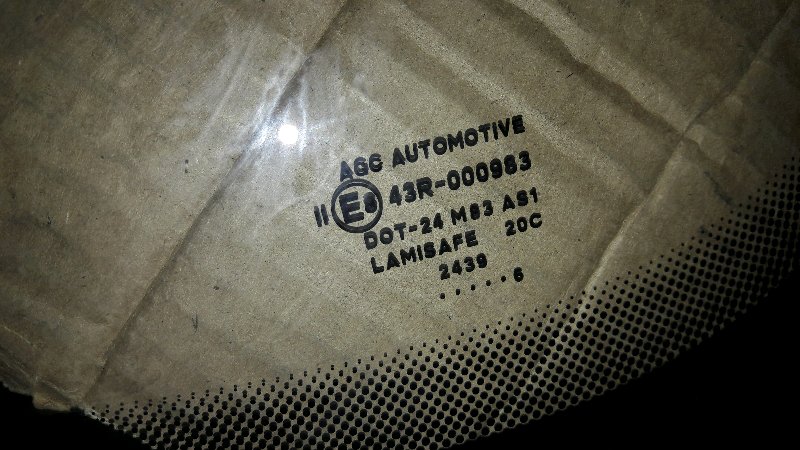 AGC AUTOMOTIVE
II E8 43R-000983
DOT-24 M83 AS1
LAMISAFE 20C
2439
.....6